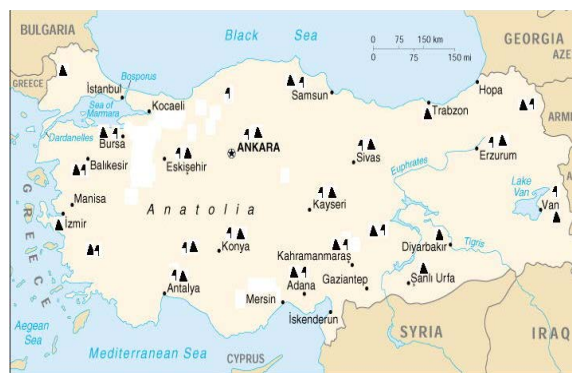 BULGARIA
Black Sea
GEORGIA
AZE
0 75 150 km
0 75 150 mi
GREECE
Bosporus
İstanbul
Sea of
Marmara
Kocaeli
Samsun
Trabzon
Hopa
ARM
Dardanelles
Bursa
ANKARA
Balıkesir
Eskişehir
Sivas
Erzurum
Euphrates
Lake
Van
Van
GREECE
Manisa
Anatolia
Kayseri
İzmir
Konya
Kahramanmaraş
Diyarbakır
Tigris
Antalya
Adana
Gaziantep
Şanlı Urfa
Mersin
İskenderun
Aegean
Sea
SYRIA
IRAQ
Mediterranean Sea
CYPRUS